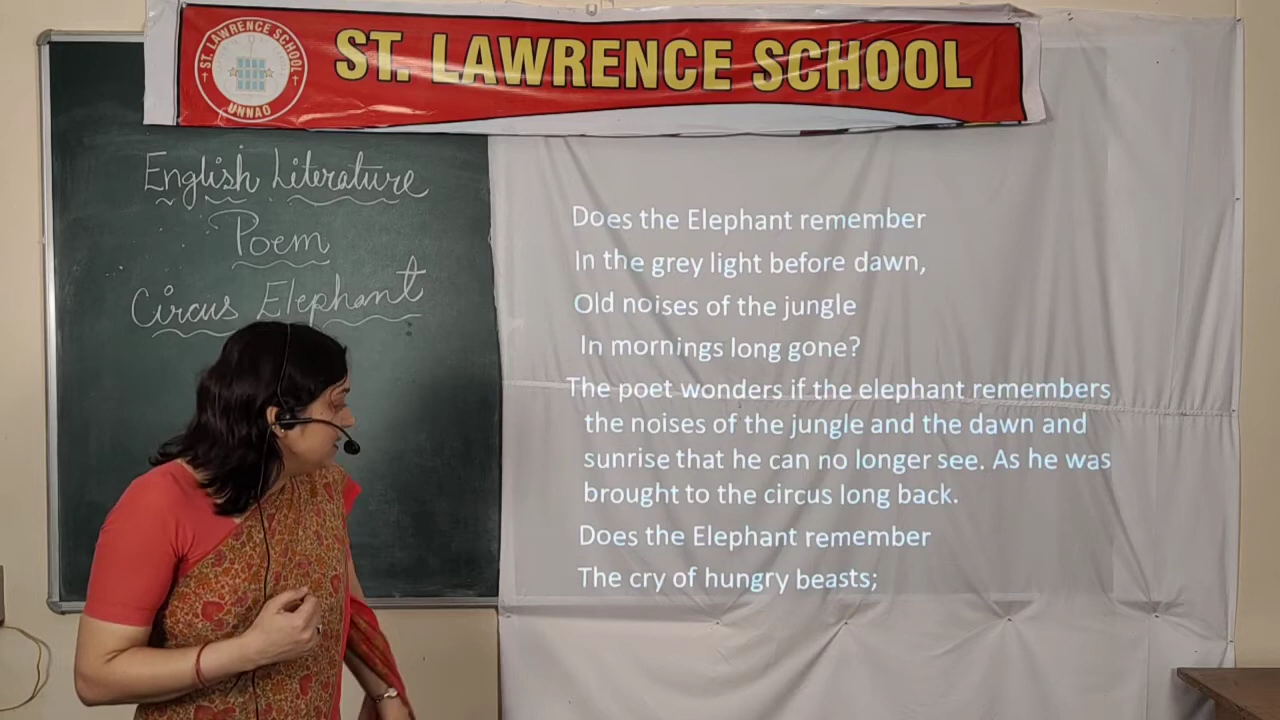 ST. LAWRENCE SCHOOL
ST. LAWRENCE SCHOOL
UNNAO
English Literature
Poem
Circus Elephant
Does the Elephant remember
In the grey light before dawn,
Old noises of the jungle
In mornings long gone?
The poet wonders if the elephant remembers
the noises of the jungle and the dawn and
sunrise that he can no longer see. As he was
brought to the circus long back.
Does the Elephant remember
The cry of hungry beasts;